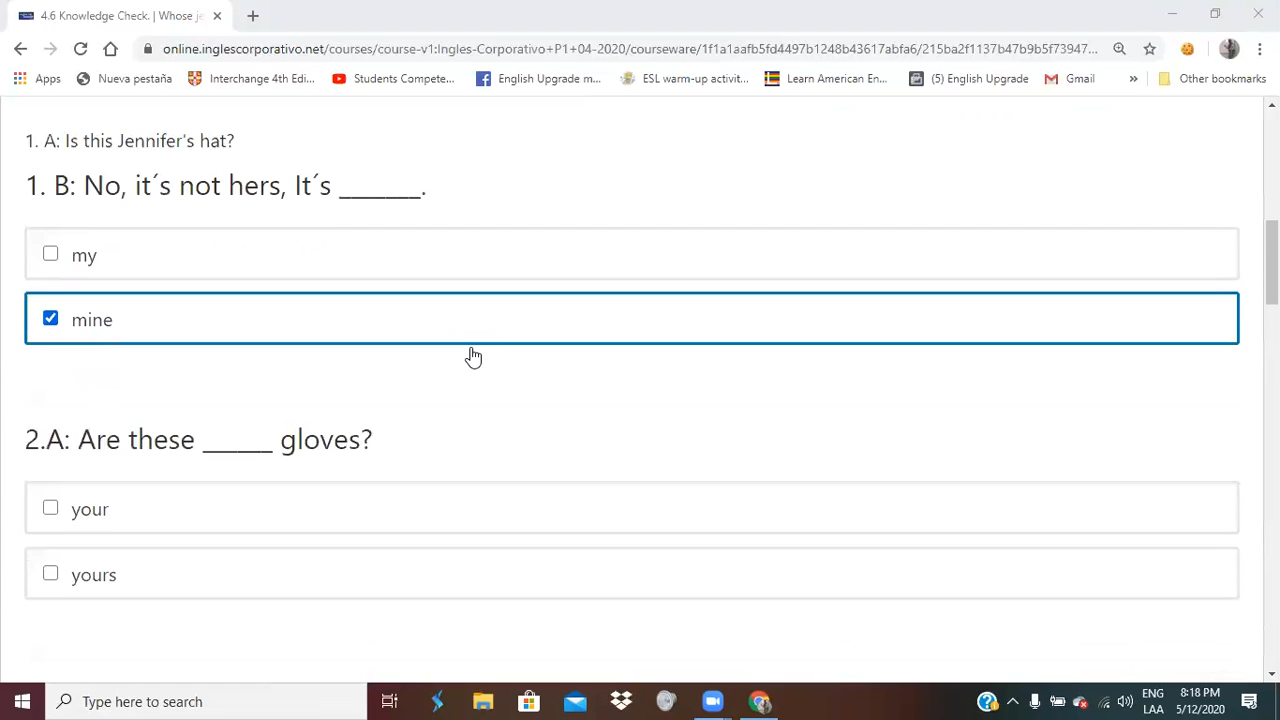 4.6 Knowledge Check. | Whose je
online.inglescorporativo.net/courses/course-v1:Ingles-Corporativo+P1+04-2020/courseware/1f1a1aafb5fd4497b1248b43617abfa6/215ba2f1137b47b9b5f73947...
Apps Nueva pestaña Interchange 4th Edi... Students Compete... English Upgrade m... ESL warm-up activit... Learn American En... (5) English Upgrade Gmail » Other bookmarks
1. A: Is this Jennifer's hat?
1. B: No, it´s not hers, It´s _______.
my
mine
2.A: Are these ______ gloves?
your
yours
Type here to search
ENG 8:18 PM
LAA 5/12/2020